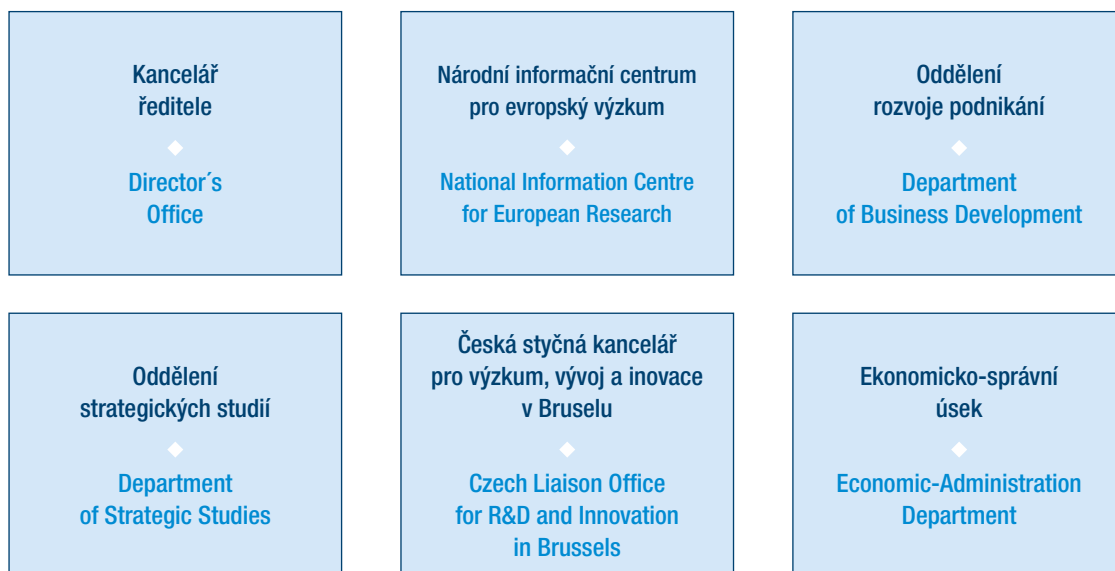 Kancelář
ředitele
Director´s
Office
Národní informační centrum
pro evropský výzkum
National Information Centre
for European Research
Oddělení
rozvoje podnikání
Department
of Business Development
Oddělení
strategických studií
Department
of Strategic Studies
Česká styčná kancelář
pro výzkum, vývoj a inovace
v Bruselu
Czech Liaison Office
for R&D and Innovation
in Brussels
Ekonomicko-správní
úsek
Economic-Administration
Department